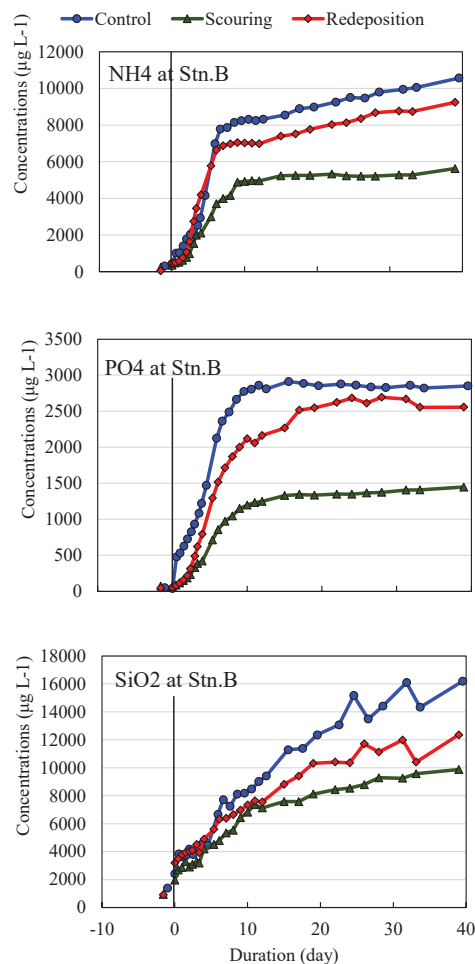 Control Scouring Redeposition
Concentrations (µg L-1)
12000
10000
8000
6000
4000
2000
0
NH4 at Stn.B
Concentrations (µg L-1)
3500
3000
2500
2000
1500
1000
500
0
PO4 at Stn.B
Concentrations (µg L-1)
18000
16000
14000
12000
10000
8000
6000
4000
2000
0
SiO2 at Stn.B
-10 0 10 20 30 40
Duration (day)